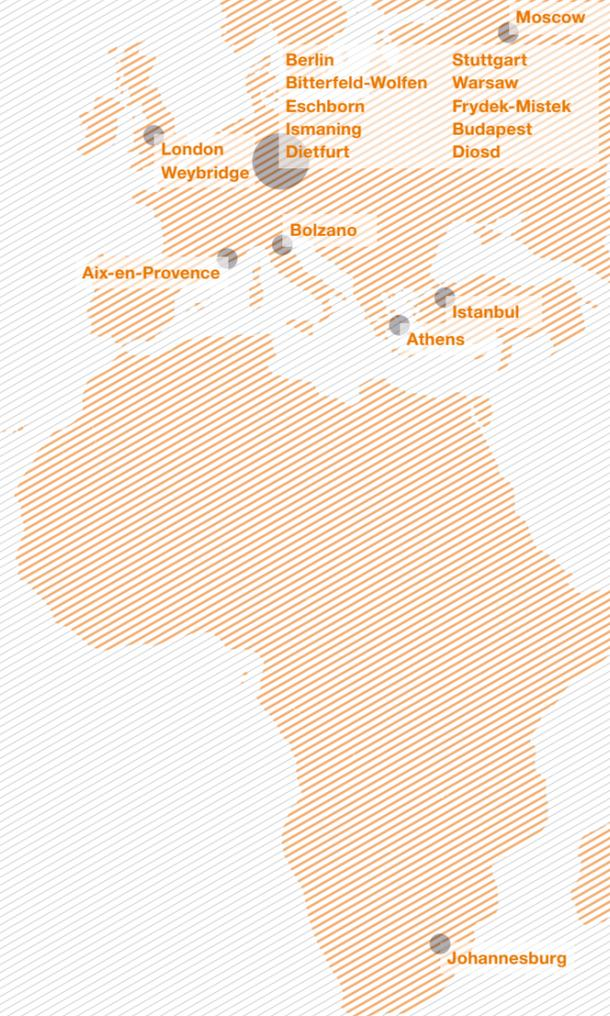 Moscow
Berlin
Bitterfeld-Wolfen
Eschborn
Ismaning
Dietfurt
Stuttgart
Warsaw
Frydek-Mistek
Budapest
Diosd
London
Weybridge
Bolzano
Aix-en-Provence
Istanbul
Athens
Johannesburg